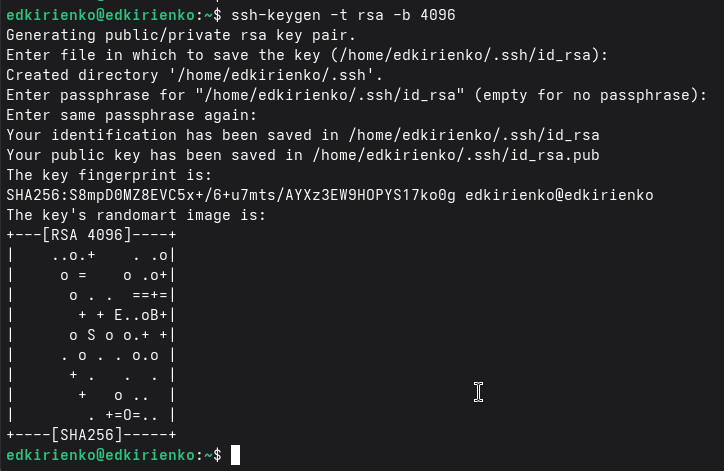 edkirienko@edkirienko:~$ ssh-keygen -t rsa -b 4096
Generating public/private rsa key pair.
Enter file in which to save the key (/home/edkirienko/.ssh/id_rsa):
Created directory '/home/edkirienko/.ssh'.
Enter passphrase for "/home/edkirienko/.ssh/id_rsa" (empty for no passphrase):
Enter same passphrase again:
Your identification has been saved in /home/edkirienko/.ssh/id_rsa
Your public key has been saved in /home/edkirienko/.ssh/id_rsa.pub
The key fingerprint is:
SHA256:S8mpD0MZ8EVC5x+/6+u7mts/AYXz3EW9HOPYS17ko0g edkirienko@edkirienko
The key's randomart image is:
+---[RSA 4096]----+
|    ..o.+    . .o|
|     o =    o .o+|
|      o . .  ==+=|
|       + + E..oB+|
|      o S o o.+ +|
|     . o . . o.o |
|      + .   .  . |
|       +   o ..  |
|        . +=O=.. |
+----[SHA256]-----+
edkirienko@edkirienko:~$